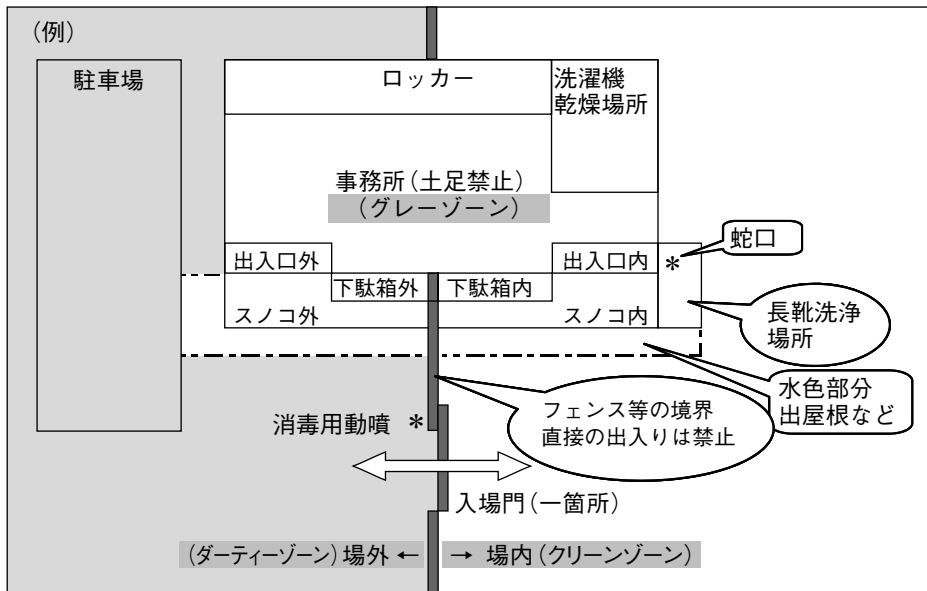 (例)
駐車場
ロッカー
洗濯機
乾燥場所
事務所(土足禁止)
(グレーゾーン)
蛇口
出入口外
出入口内
*
下駄箱外
下駄箱内
スノコ外
スノコ内
長靴洗浄
場所
水色部分
出屋根など
フェンス等の境界
直接の出入りは禁止
消毒用動噴 *
入場門(一箇所)
(ダーティーゾーン)場外 ←
→ 場内(クリーンゾーン)